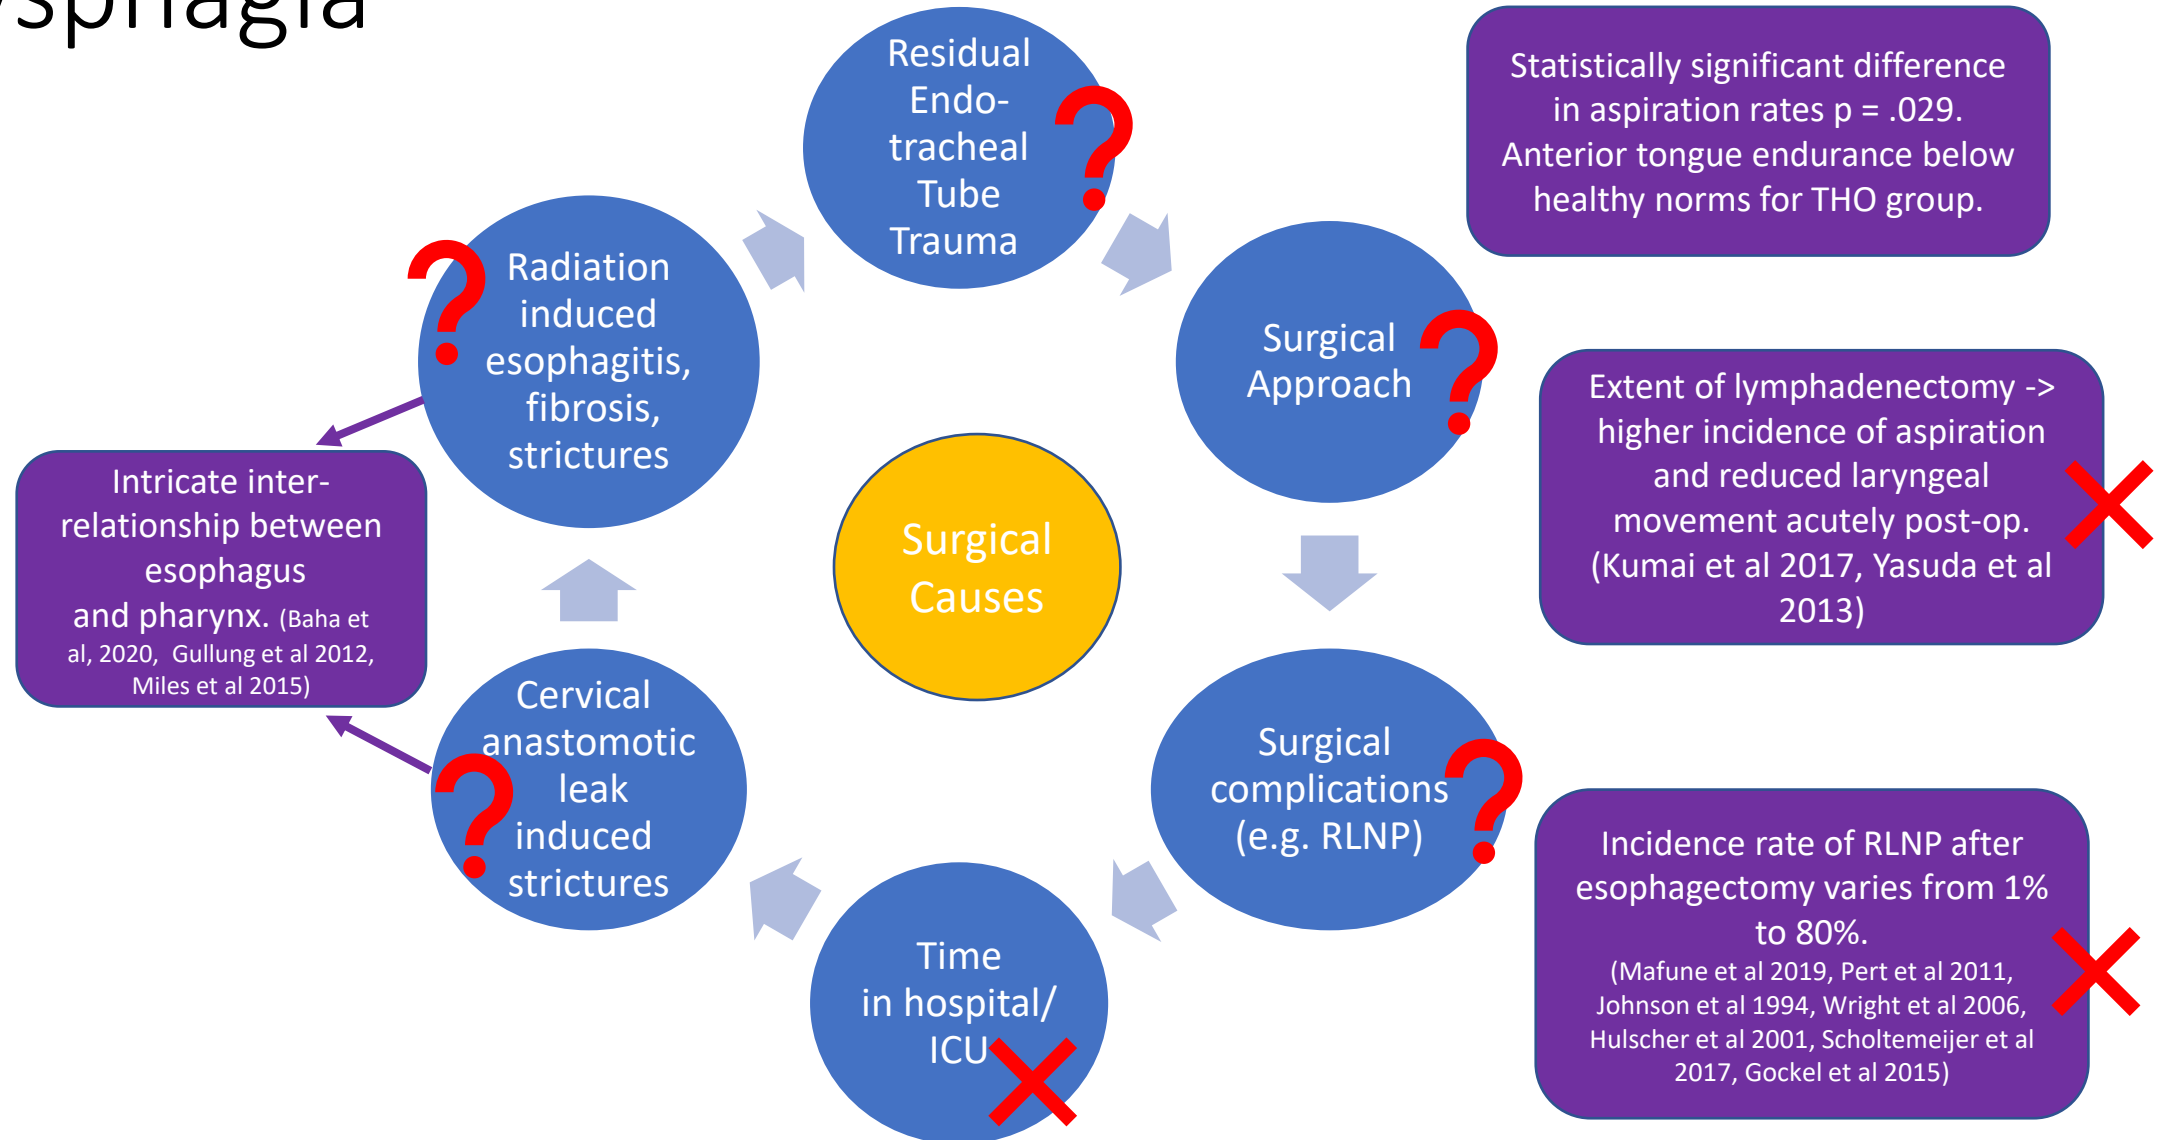 Residual
Endo-
tracheal
Tube
Trauma
Statistically significant difference
in aspiration rates p = .029.
Anterior tongue endurance below
healthy norms for THO group.
?
?
Radiation
induced
esophagitis,
fibrosis,
strictures
Surgical
Approach
?
Extent of lymphadenectomy ->
higher incidence of aspiration
and reduced laryngeal
movement acutely post-op.
(Kumai et al 2017, Yasuda et al
2013)
Intricate inter-
relationship between
esophagus
and pharynx. (Baha et
al, 2020, Gullung et al 2012,
Miles et al 2015)
Surgical
Causes
Cervical
anastomotic
leak
induced
strictures
?
Surgical
complications
(e.g. RLNP)
?
Incidence rate of RLNP after
esophagectomy varies from 1%
to 80%.
(Mafune et al 2019, Pert et al 2011,
Johnson et al 1994, Wright et al 2006,
Hulscher et al 2001, Scholtemeijer et al
2017, Gockel et al 2015)
Time
in hospital/
ICU